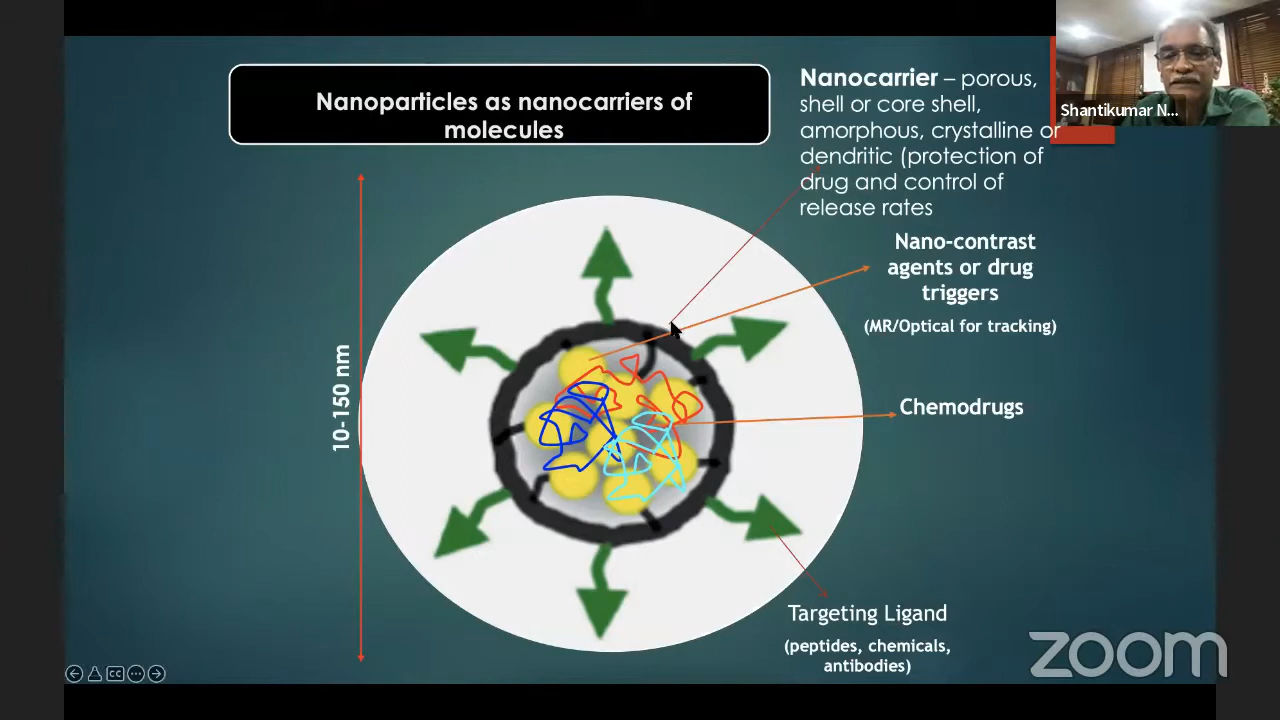 Nanoparticles as nanocarriers of
molecules
Nanocarrier – porous,
shell or core shell,
amorphous, crystalline or
dendritic (protection of
drug and control of
release rates
Shantikumar N...
Nano-contrast
agents or drug
triggers
(MR/Optical for tracking)
10-150 nm
Chemodrugs
Targeting Ligand
(peptides, chemicals,
antibodies)
CC
zoom